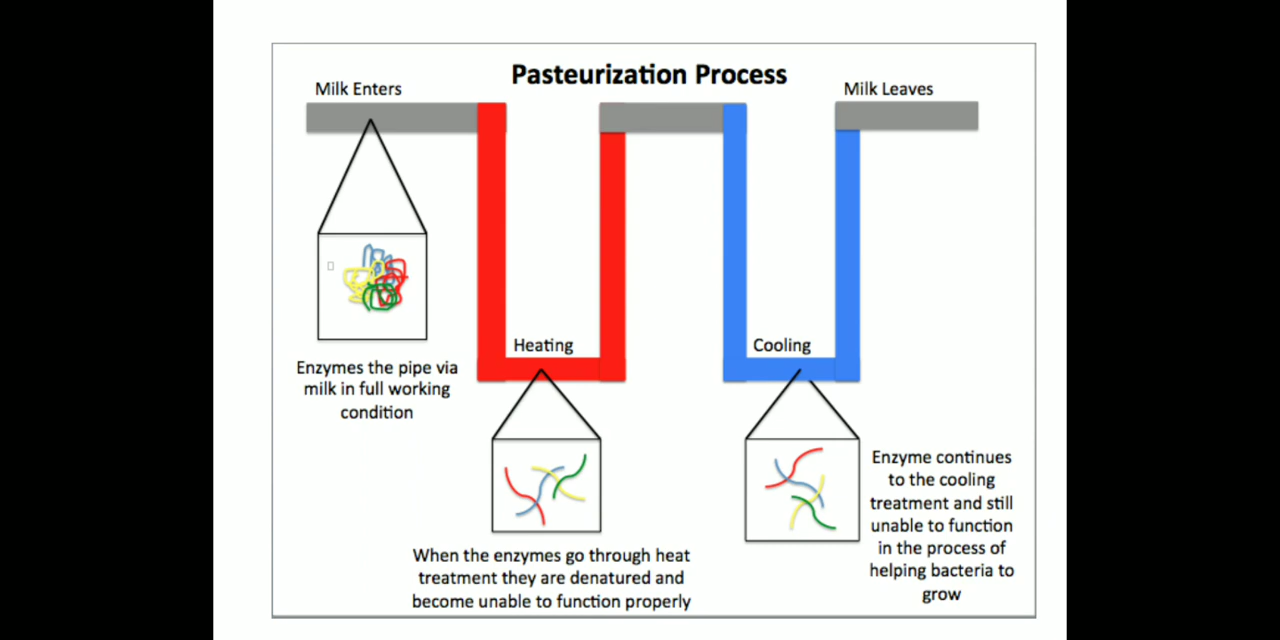 Pasteurization Process
Milk Enters
Milk Leaves
Heating
Cooling
Enzymes the pipe via
milk in full working
condition
When the enzymes go through heat
treatment they are denatured and
become unable to function properly
Enzyme continues
to the cooling
treatment and still
unable to function
in the process of
helping bacteria to
grow